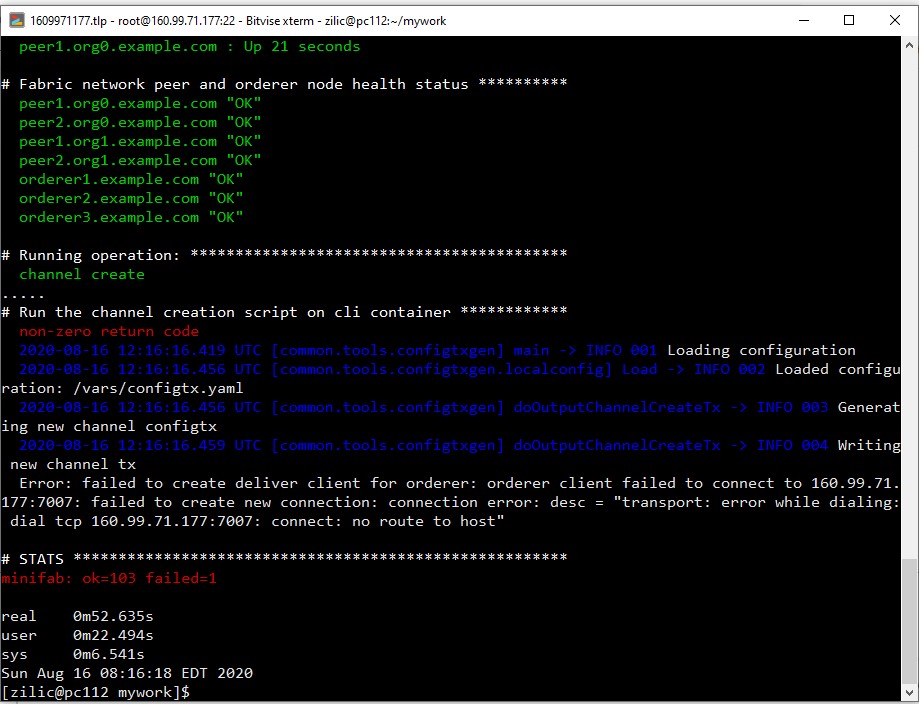 1609971177.tlp - root@160.99.71.177:22 - Bitvise xterm - zilic@pc112:~/mywork
peer1.org0.example.com : Up 21 seconds
# Fabric network peer and orderer node health status **********
peer1.org0.example.com "OK"
peer2.org0.example.com "OK"
peer1.org1.example.com "OK"
peer2.org1.example.com "OK"
orderer1.example.com "OK"
orderer2.example.com "OK"
orderer3.example.com "OK"
# Running operation: ******************************************
channel create
.....
# Run the channel creation script on cli container ************
non-zero return code
2020-08-16 12:16:16.419 UTC [common.tools.configtxgen] main -> INFO 001 Loading configuration
2020-08-16 12:16:16.456 UTC [common.tools.configtxgen.localconfig] Load -> INFO 002 Loaded configu
ration: /vars/configtx.yaml
2020-08-16 12:16:16.456 UTC [common.tools.configtxgen] doOutputChannelCreateTx -> INFO 003 Generat
ing new channel configtx
2020-08-16 12:16:16.459 UTC [common.tools.configtxgen] doOutputChannelCreateTx -> INFO 004 Writing
new channel tx
Error: failed to create deliver client for orderer: orderer client failed to connect to 160.99.71.
177:7007: failed to create new connection: connection error: desc = "transport: error while dialing:
dial tcp 160.99.71.177:7007: connect: no route to host"
# STATS *******************************************************
minifab: ok=103 failed=1
real 0m52.635s
user 0m22.494s
sys 0m6.541s
Sun Aug 16 08:16:18 EDT 2020
[zilic@pc112 mywork]$